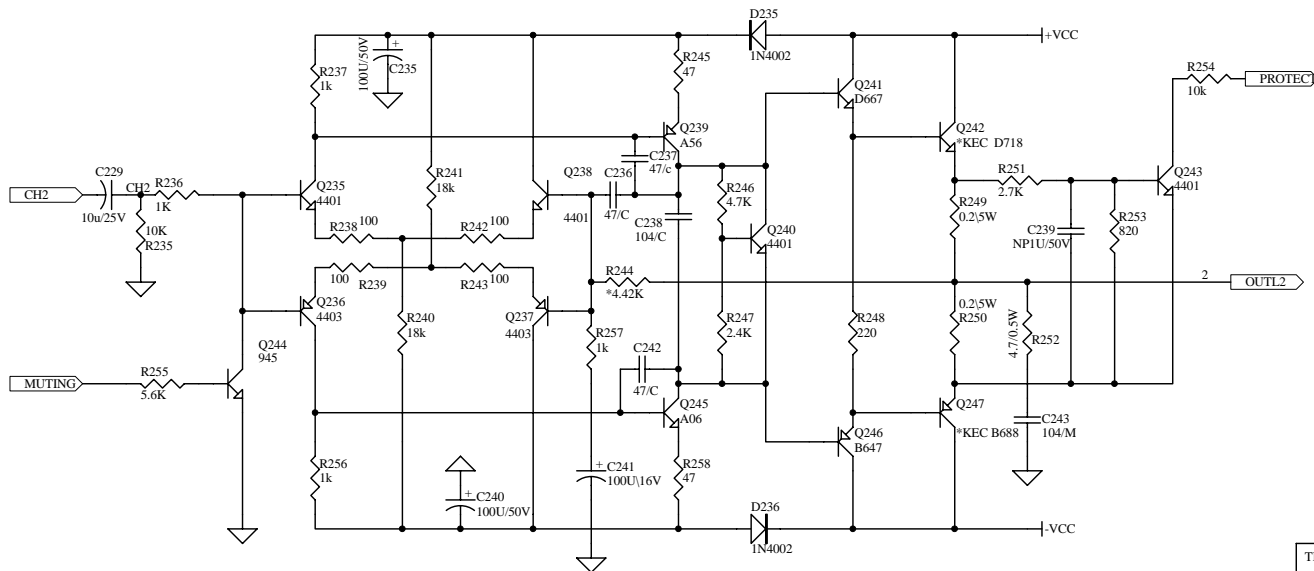 D235
1N4002
+VCC
100U/50V
+
C235
R237
1k
R245
47
Q241
D667
R254
10k
PROTECT
Q239
A56
Q242
*KEC D718
C237
47/c
R241
18k
C236
47/C
Q238
4401
C229
CH2
10u/25V
CH2
R236
1K
Q235
4401
10K
R235
R238
100
R242
100
R246
4.7K
C238
104/C
Q240
4401
R251
2.7K
R249
0.2\5W
C239
NP1U/50V
R253
820
Q243
4401
100
R239
R243
100
R244
*4.42K
2
OUTL2
Q236
4403
Q237
4403
R240
18k
R257
1k
R247
2.4K
R248
220
0.2\5W
R250
4.7/0.5W
R252
Q244
945
MUTING
R255
5.6K
C242
47/C
Q245
A06
Q246
B647
Q247
*KEC B688
C243
104/M
R256
1k
+
C240
100U/50V
+
C241
100U\16V
R258
47
D236
1N4002
-VCC